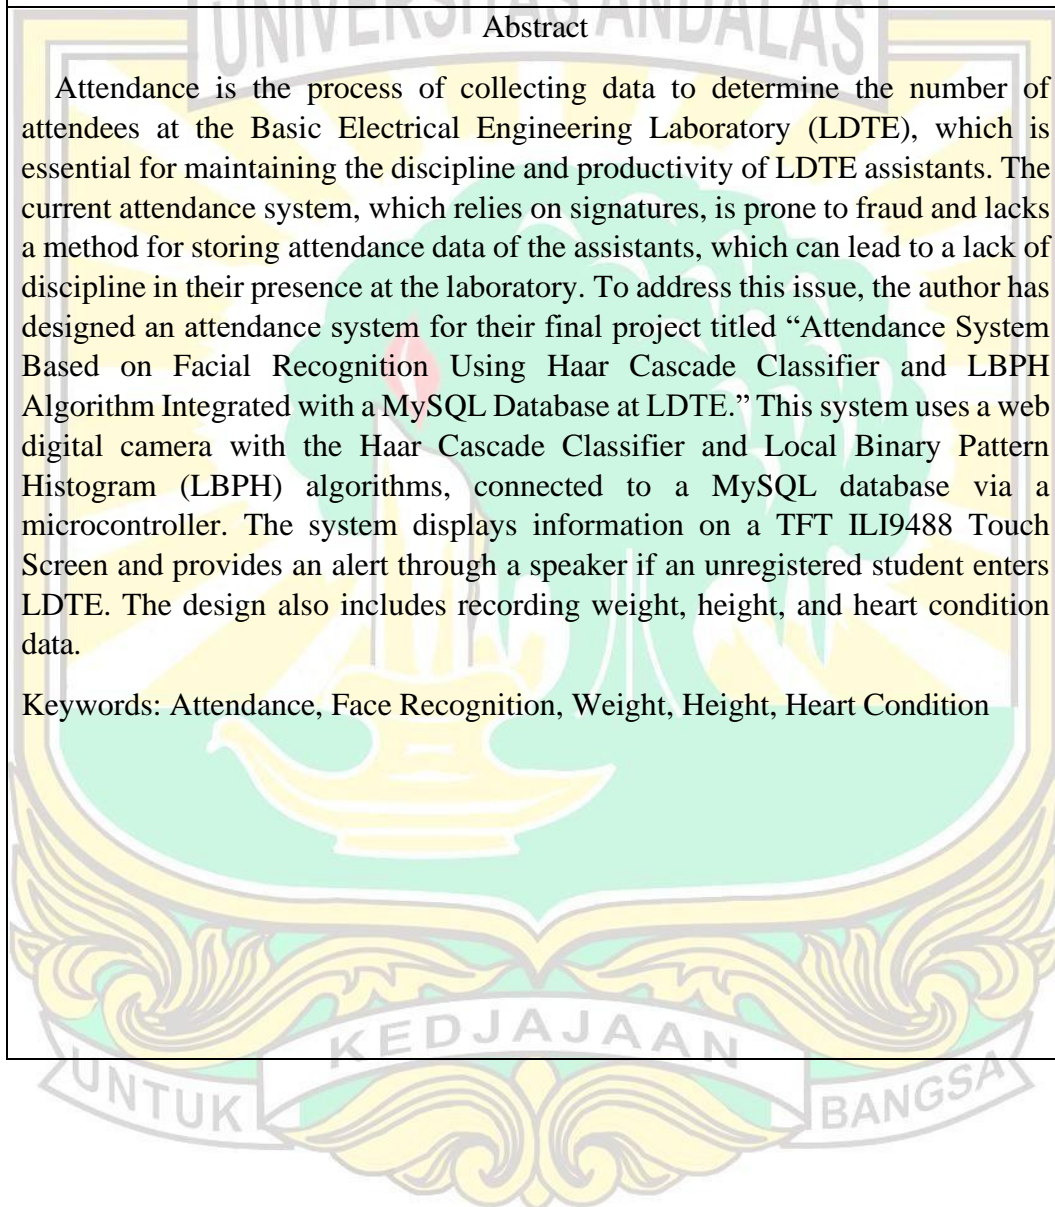 UNIVERSITAS ANDALAS
Abstract
Attendance is the process of collecting data to determine the number of
attendees at the Basic Electrical Engineering Laboratory (LDTE), which is
essential for maintaining the discipline and productivity of LDTE assistants. The
current attendance system, which relies on signatures, is prone to fraud and lacks
a method for storing attendance data of the assistants, which can lead to a lack of
discipline in their presence at the laboratory. To address this issue, the author has
designed an attendance system for their final project titled “Attendance System
Based on Facial Recognition Using Haar Cascade Classifier and LBPH
Algorithm Integrated with a MySQL Database at LDTE.” This system uses a web
digital camera with the Haar Cascade Classifier and Local Binary Pattern
Histogram (LBPH) algorithms, connected to a MySQL database via a
microcontroller. The system displays information on a TFT ILI9488 Touch
Screen and provides an alert through a speaker if an unregistered student enters
LDTE. The design also includes recording weight, height, and heart condition
data.
Keywords: Attendance, Face Recognition, Weight, Height, Heart Condition
UNTUK KEDJAJAAN BANGSA